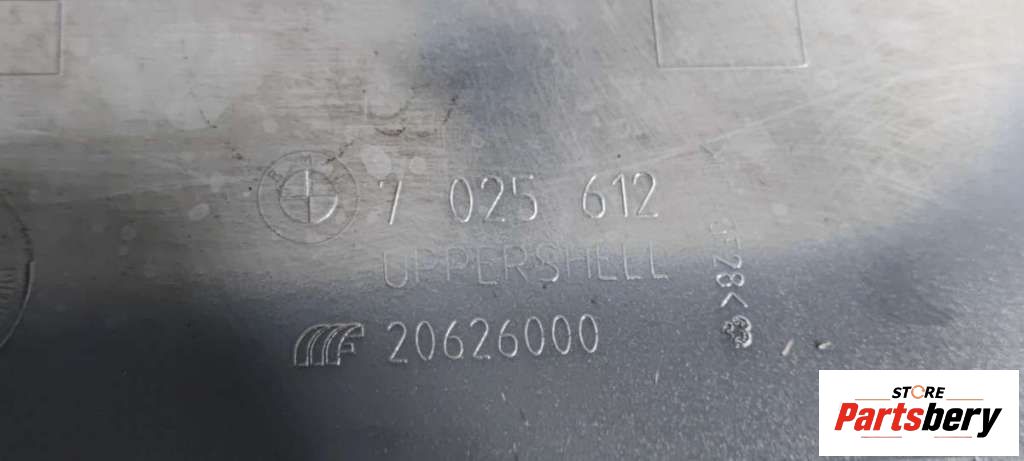 7 025 612
UPPERSHELL
20626000
STORE
Partsbery